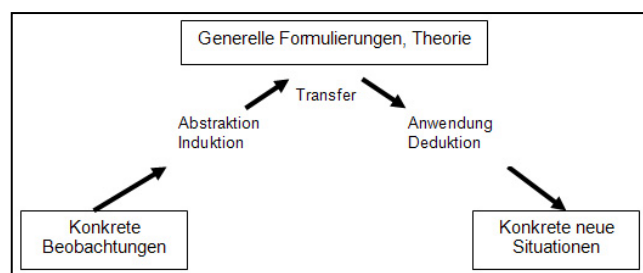 Generelle Formulierungen, Theorie
Transfer
Abstraktion
Induktion
Anwendung
Deduktion
Konkrete
Beobachtungen
Konkrete neue
Situationen